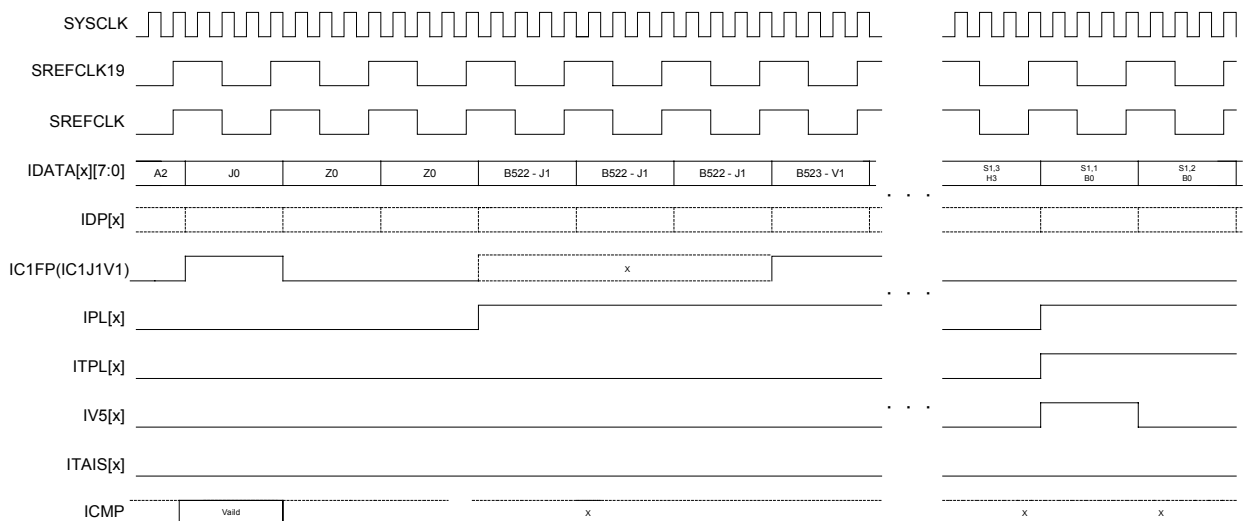 SYSCLK
SREFCLK19
SREFCLK
IDATA[x][7:0] A2 J0 Z0 Z0 B522 - J1 B522 - J1 B522 - J1 B523 - V1 . . . S1,3 S1,1 S1,2
H3 B0 B0
IDP[x]
IC1FP(IC1J1V1) X
. . .
IPL[x]
ITPL[x]
IV5[x] . . .
ITAIS[x]
ICMP Vaild X X X